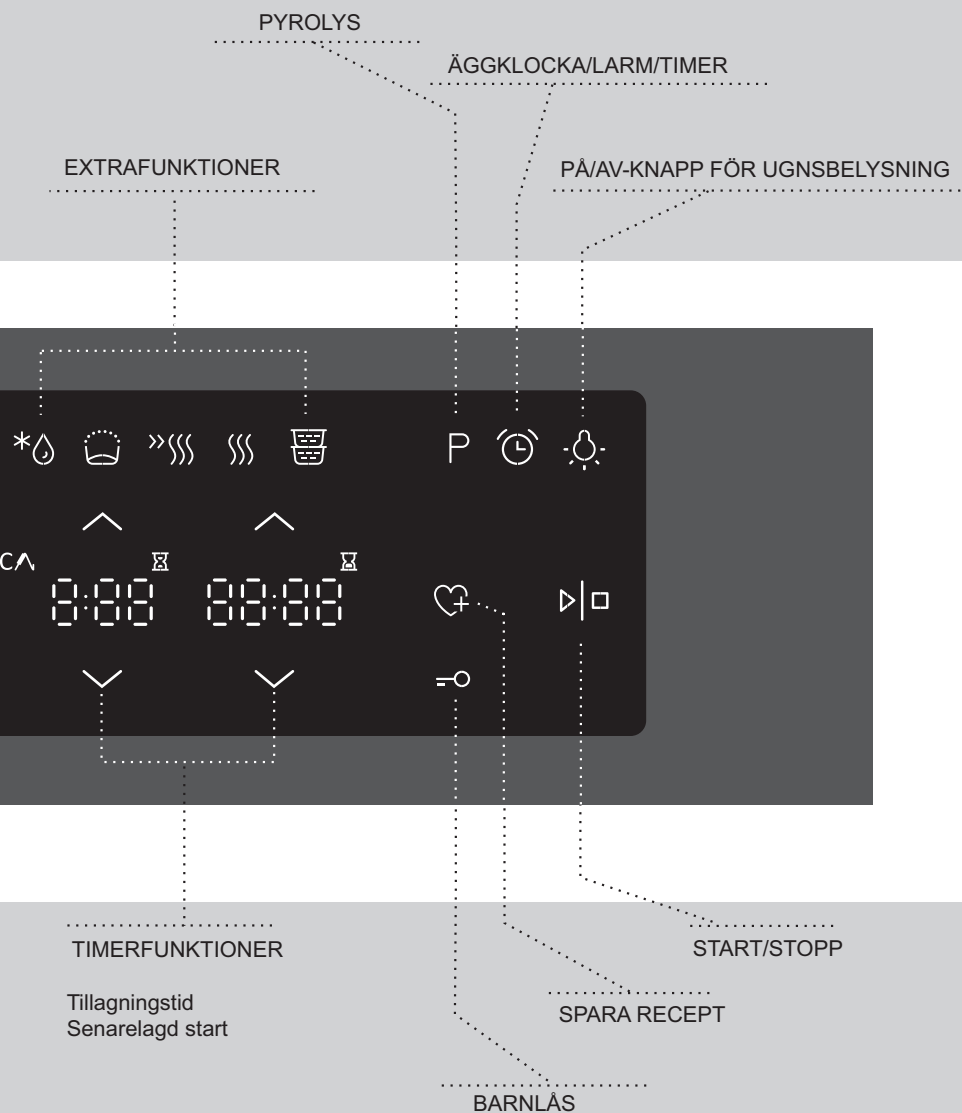 PYROLYS
ÄGGKLOCKA/LARM/TIMER
EXTRAFUNKTIONER
PÅ/AV-KNAPP FÖR UGNSBELYSNING
P
C
8:88 88:88
TIMERFUNKTIONER
START/STOPP
Tillagningstid
Senarelagd start
SPARA RECEPT
BARNLÅS